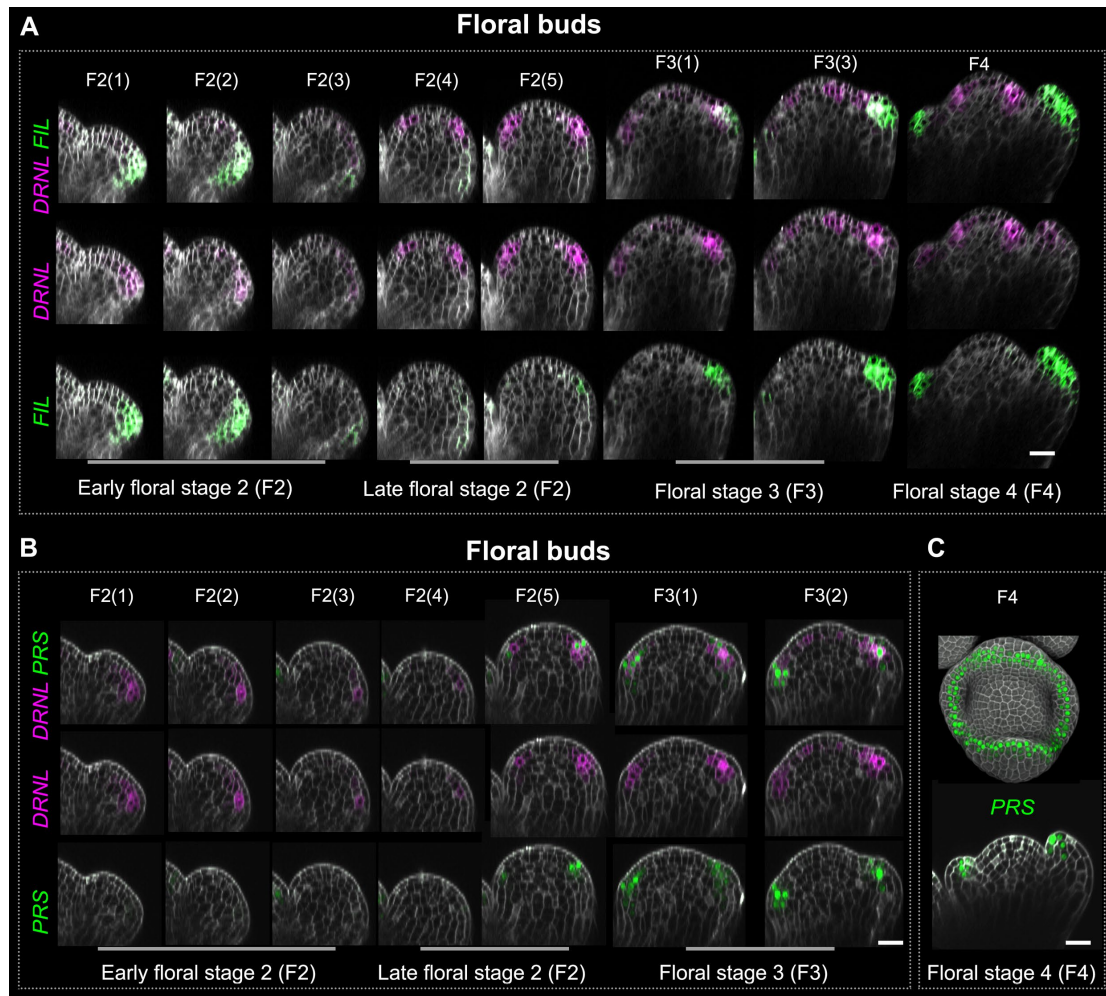 A
Floral buds
F2(1) F2(2) F2(3) F2(4) F2(5) F3(1) F3(3) F4
DRNL FIL
DRNL
FIL
Early floral stage 2 (F2) Late floral stage 2 (F2) Floral stage 3 (F3) Floral stage 4 (F4)
B
Floral buds
F2(1) F2(2) F2(3) F2(4) F2(5) F3(1) F3(2)
DRNL PRS
DRNL
PRS
Early floral stage 2 (F2) Late floral stage 2 (F2) Floral stage 3 (F3)
C
F4
PRS
Floral stage 4 (F4)